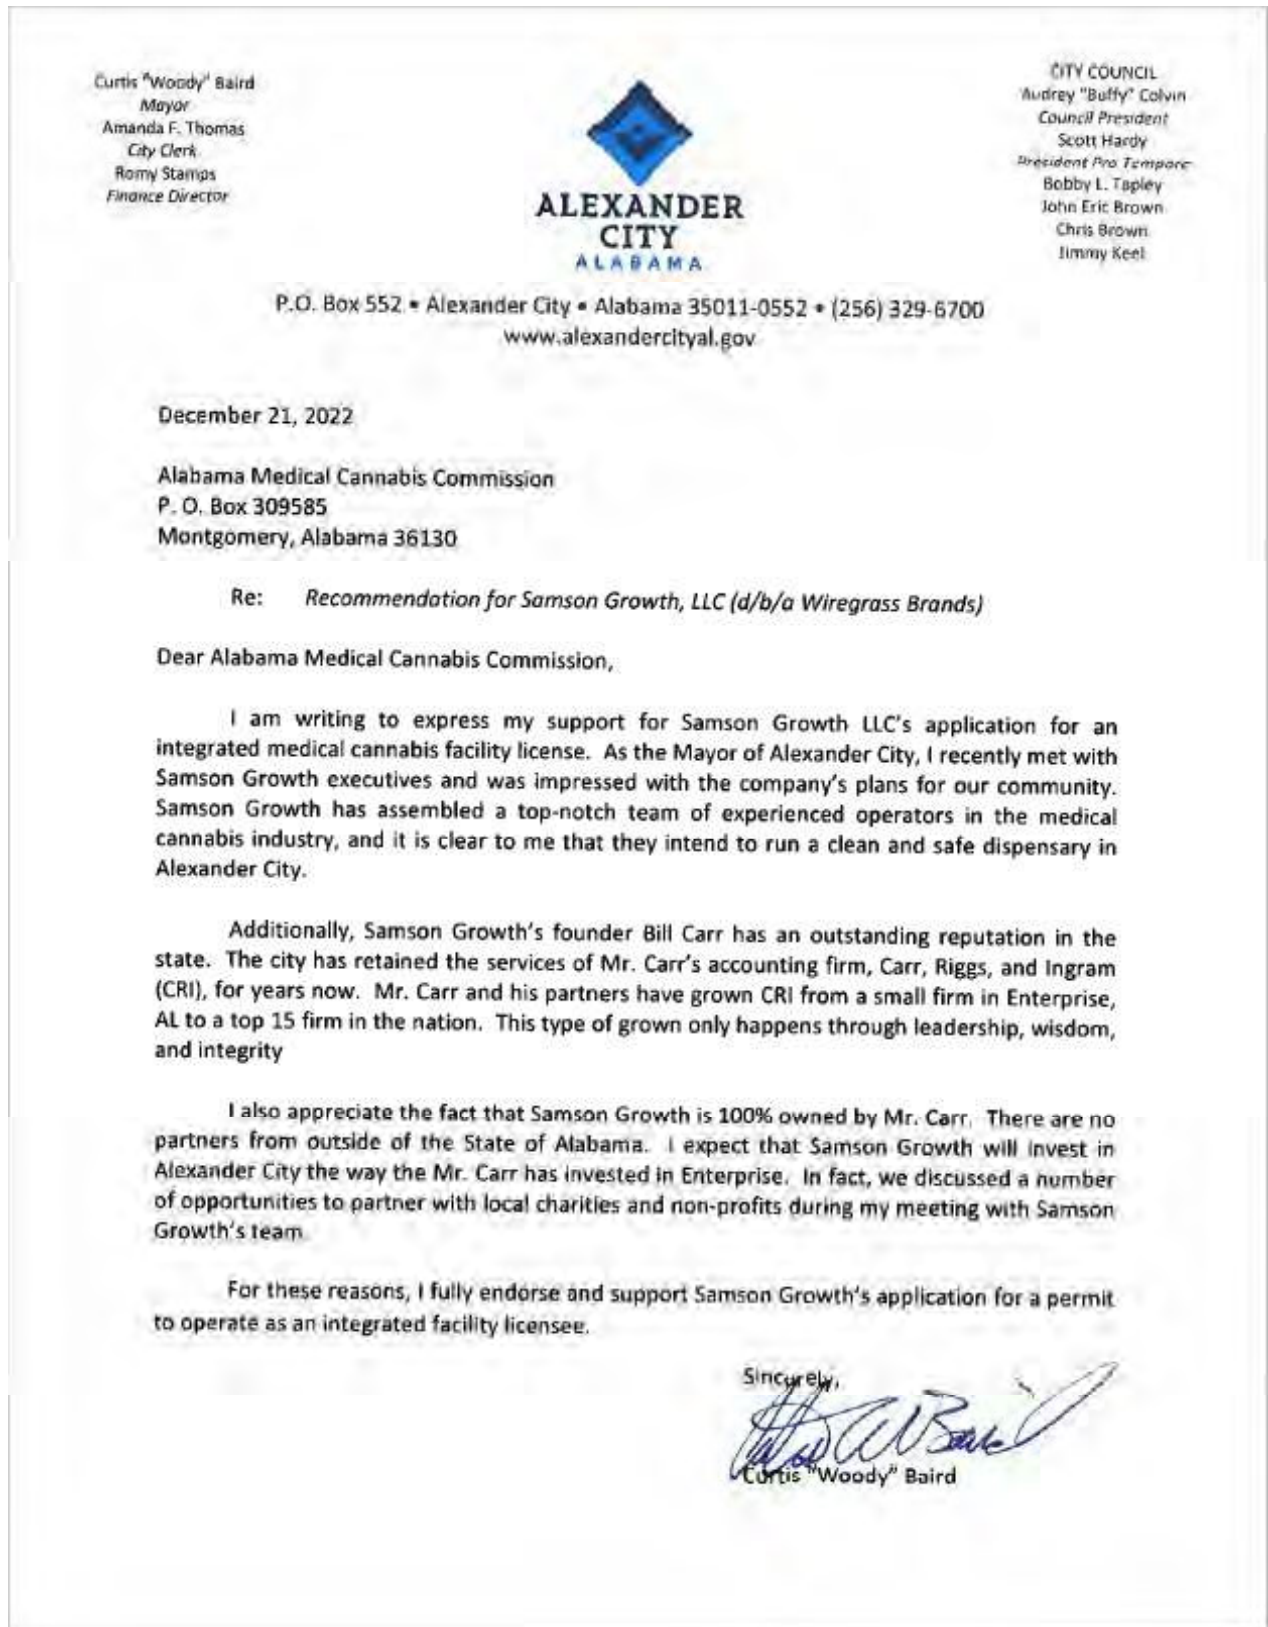 Curtis "Woody" Baird
Mayor
Amanda F. Thomas
City Clerk
Romy Stamps
Finance Director
ALEXANDER
CITY
ALABAMA
CITY COUNCIL
Audrey "Buffy" Colvin
Council President
Scott Hardy
President Pro Tempore
Bobby L. Tapley
John Eric Brown
Chris Brown
Jimmy Keel
P.O. Box 552 • Alexander City • Alabama 35011-0552 • (256) 329-6700
www.alexandercityal.gov
December 21, 2022
Alabama Medical Cannabis Commission
P. O. Box 309585
Montgomery, Alabama 36130
Re: Recommendation for Samson Growth, LLC (d/b/a Wiregrass Brands)
Dear Alabama Medical Cannabis Commission,
I am writing to express my support for Samson Growth LLC's application for an
integrated medical cannabis facility license. As the Mayor of Alexander City, I recently met with
Samson Growth executives and was impressed with the company's plans for our community.
Samson Growth has assembled a top-notch team of experienced operators in the medical
cannabis industry, and it is clear to me that they intend to run a clean and safe dispensary in
Alexander City.
Additionally, Samson Growth's founder Bill Carr has an outstanding reputation in the
state. The city has retained the services of Mr. Carr's accounting firm, Carr, Riggs, and Ingram
(CRI), for years now. Mr. Carr and his partners have grown CRI from a small firm in Enterprise,
AL to a top 15 firm in the nation. This type of grown only happens through leadership, wisdom,
and integrity
I also appreciate the fact that Samson Growth is 100% owned by Mr. Carr. There are no
partners from outside of the State of Alabama. I expect that Samson Growth will invest in
Alexander City the way the Mr. Carr has invested in Enterprise. In fact, we discussed a number
of opportunities to partner with local charities and non-profits during my meeting with Samson
Growth's team
For these reasons, I fully endorse and support Samson Growth's application for a permit
to operate as an integrated facility licensee.
Sincerely,
Curtis "Woody" Baird